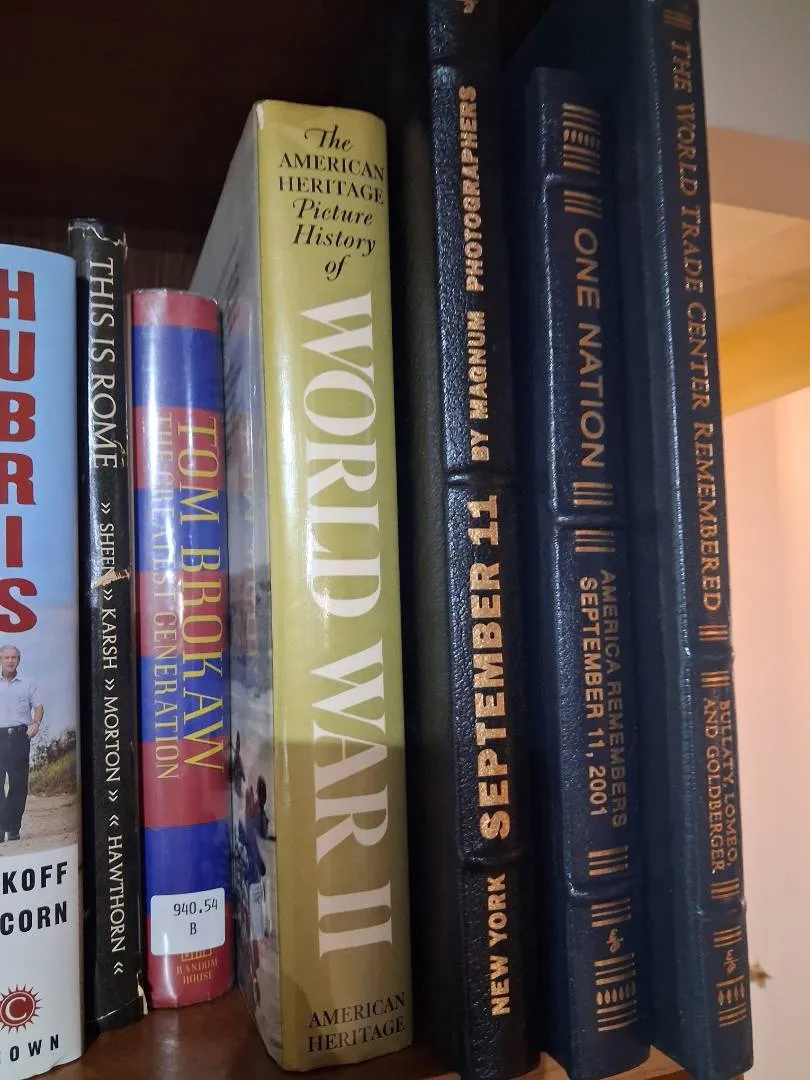 HUBRIS
KOFF
CORN
OWN
THIS IS ROME
» SHEEN » KARSH » MORTON » « HAWTHORN «
TOM BROKAW
THE GREATEST GENERATION
940.54
B
RANDOM
HOUSE
The
AMERICAN
HERITAGE
Picture
History
of
WORLD WAR II
AMERICAN
HERITAGE
NEW YORK SEPTEMBER 11 BY MAGNUM PHOTOGRAPHERS
ONE NATION
AMERICA REMEMBERS
SEPTEMBER 11, 2001
THE WORLD TRADE CENTER REMEMBERED
BULLATY, LOMEO,
AND GOLDBERGER